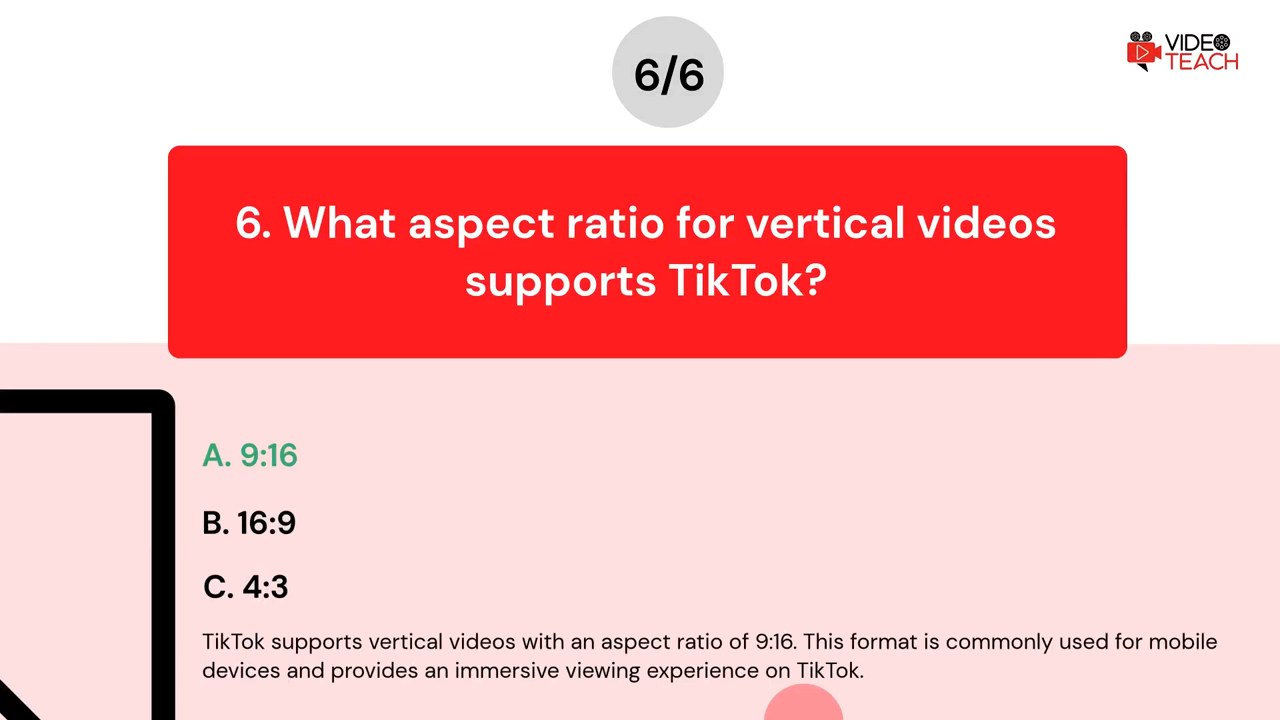 6/6
VIDEO
TEACH
6. What aspect ratio for vertical videos
supports TikTok?
A. 9:16
B. 16:9
C. 4:3
TikTok supports vertical videos with an aspect ratio of 9:16. This format is commonly used for mobile
devices and provides an immersive viewing experience on TikTok.